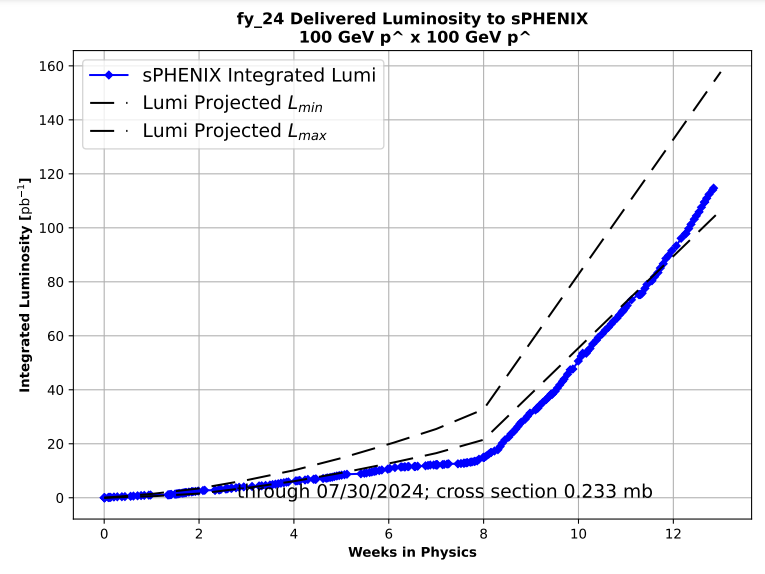 fy_24 Delivered Luminosity to sPHENIX
100 GeV p^ x 100 GeV p^
sPHENIX Integrated Lumi
Lumi Projected Lmin
Lumi Projected Lmax
Integrated Luminosity [pb⁻¹]
160
140
120
100
80
60
40
20
0
through 07/30/2024; cross section 0.233 mb
0 2 4 6 8 10 12
Weeks in Physics